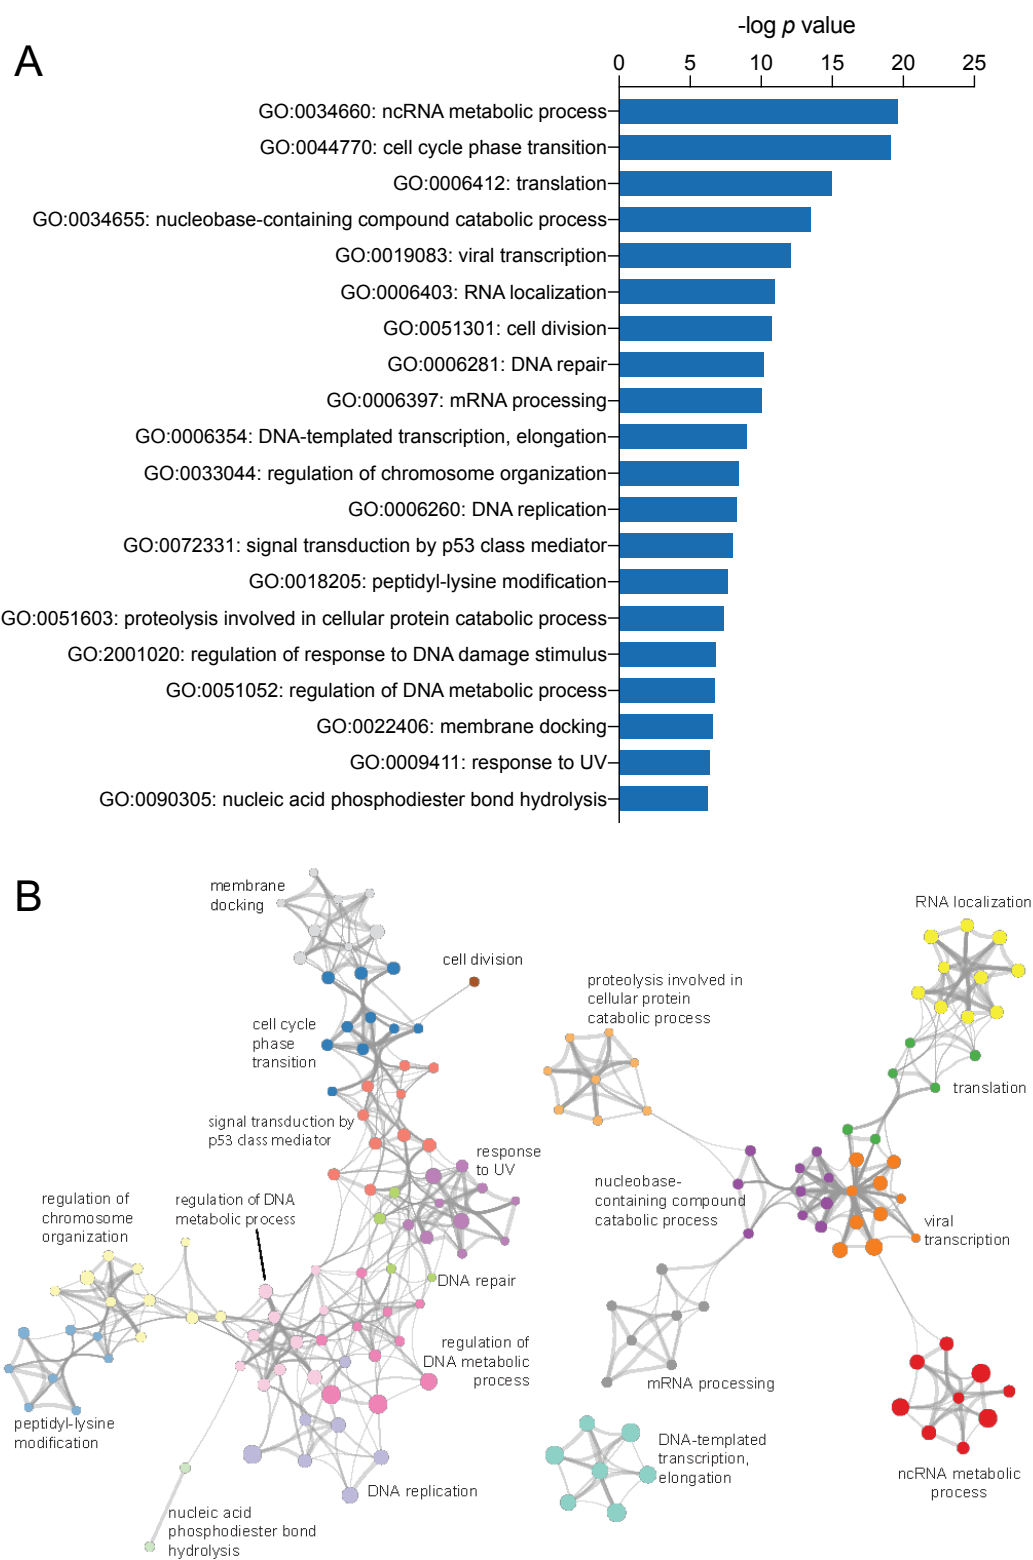 -log p value
A
0 5 10 15 20 25
GO:0034660: ncRNA metabolic process
GO:0044770: cell cycle phase transition
GO:0006412: translation
GO:0034655: nucleobase-containing compound catabolic process
GO:0019083: viral transcription
GO:0006403: RNA localization
GO:0051301: cell division
GO:0006281: DNA repair
GO:0006397: mRNA processing
GO:0006354: DNA-templated transcription, elongation
GO:0033044: regulation of chromosome organization
GO:0006260: DNA replication
GO:0072331: signal transduction by p53 class mediator
GO:0018205: peptidyl-lysine modification
GO:0051603: proteolysis involved in cellular protein catabolic process
GO:2001020: regulation of response to DNA damage stimulus
GO:0051052: regulation of DNA metabolic process
GO:0022406: membrane docking
GO:0009411: response to UV
GO:0090305: nucleic acid phosphodiester bond hydrolysis
B
membrane
docking
cell division
cell cycle
phase
transition
signal transduction by
p53 class mediator
response
to UV
regulation of
chromosome
organization
regulation of DNA
metabolic process
DNA repair
regulation of
DNA metabolic
process
peptidyl-lysine
modification
DNA replication
nucleic acid
phosphodiester bond
hydrolysis
RNA localization
proteolysis involved in
cellular protein
catabolic process
translation
nucleobase-
containing compound
catabolic process
viral
transcription
mRNA processing
DNA-templated
transcription,
elongation
ncRNA metabolic
process